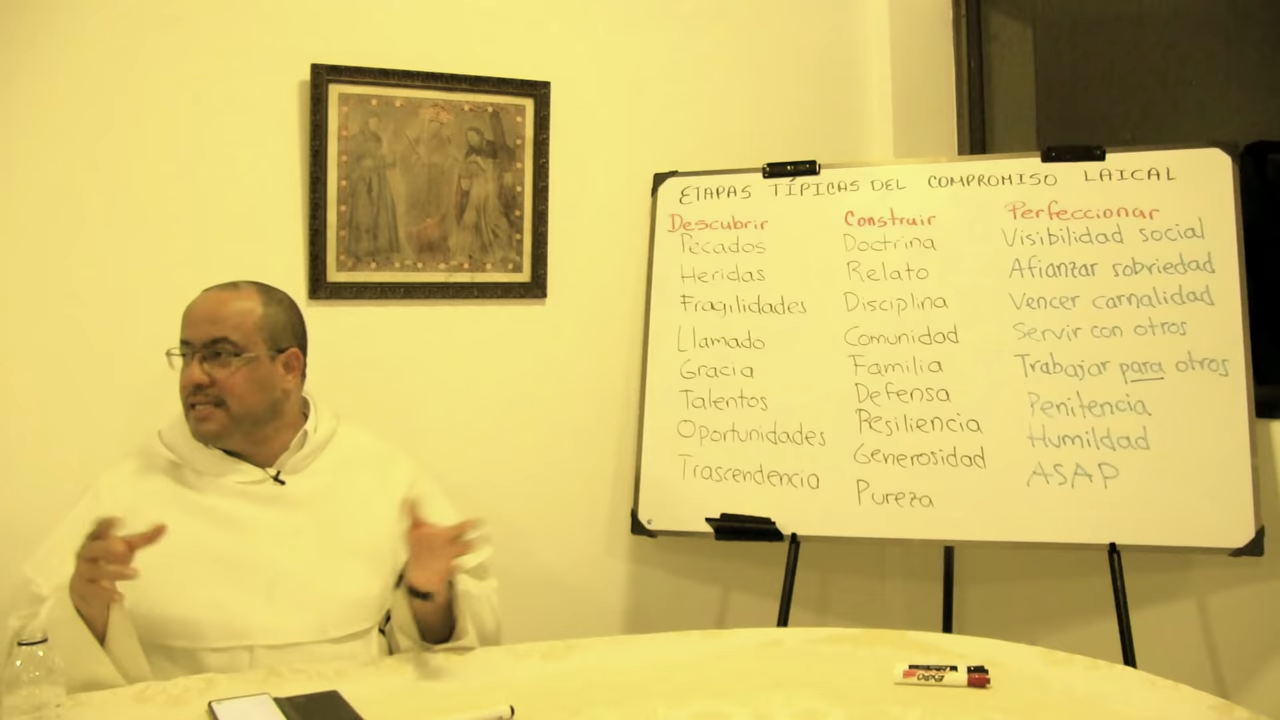 ETAPAS TÍPICAS DEL COMPROMISO LAICAL
Descubrir
Pecados
Heridas
Fragilidades
Llamado
Gracia
Talentos
Oportunidades
Trascendencia
Construir
Doctrina
Relato
Disciplina
Comunidad
Familia
Defensa
Resiliencia
Generosidad
Pureza
Perfeccionar
Visibilidad social
Afianzar sobriedad
Vencer carnalidad
Servir con otros
Trabajar para otros
Penitencia
Humildad
ASAP
EXPO